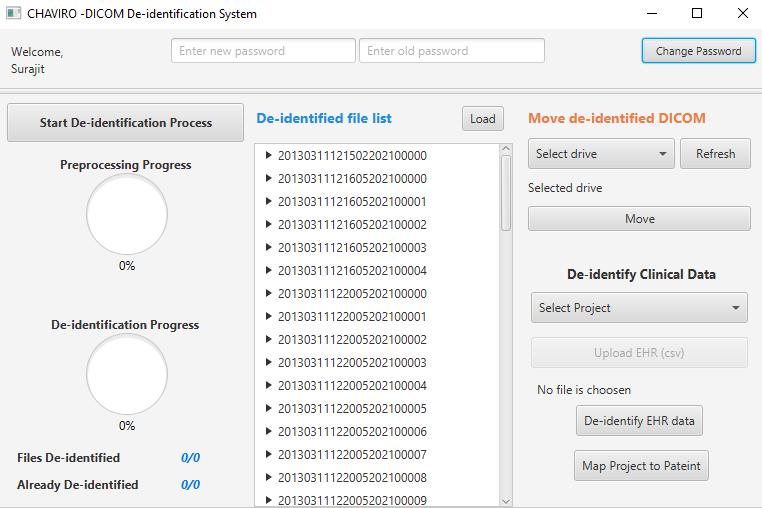 CHAVIRO -DICOM De-identification System
Welcome,
Surajit
Enter new password
Enter old password
Change Password
Start De-identification Process
Preprocessing Progress
0%
De-identification Progress
0%
Files De-identified 0/0
Already De-identified 0/0
De-identified file list
Load
20130311121502202100000
20130311121605202100000
20130311121605202100001
20130311121605202100002
20130311121605202100003
20130311121605202100004
20130311122005202100000
20130311122005202100001
20130311122005202100002
20130311122005202100003
20130311122005202100004
20130311122005202100005
20130311122005202100006
20130311122005202100007
20130311122005202100008
20130311122005202100009
Move de-identified DICOM
Select drive
Refresh
Selected drive
Move
De-identify Clinical Data
Select Project
Upload EHR (csv)
No file is choosen
De-identify EHR data
Map Project to Pateint